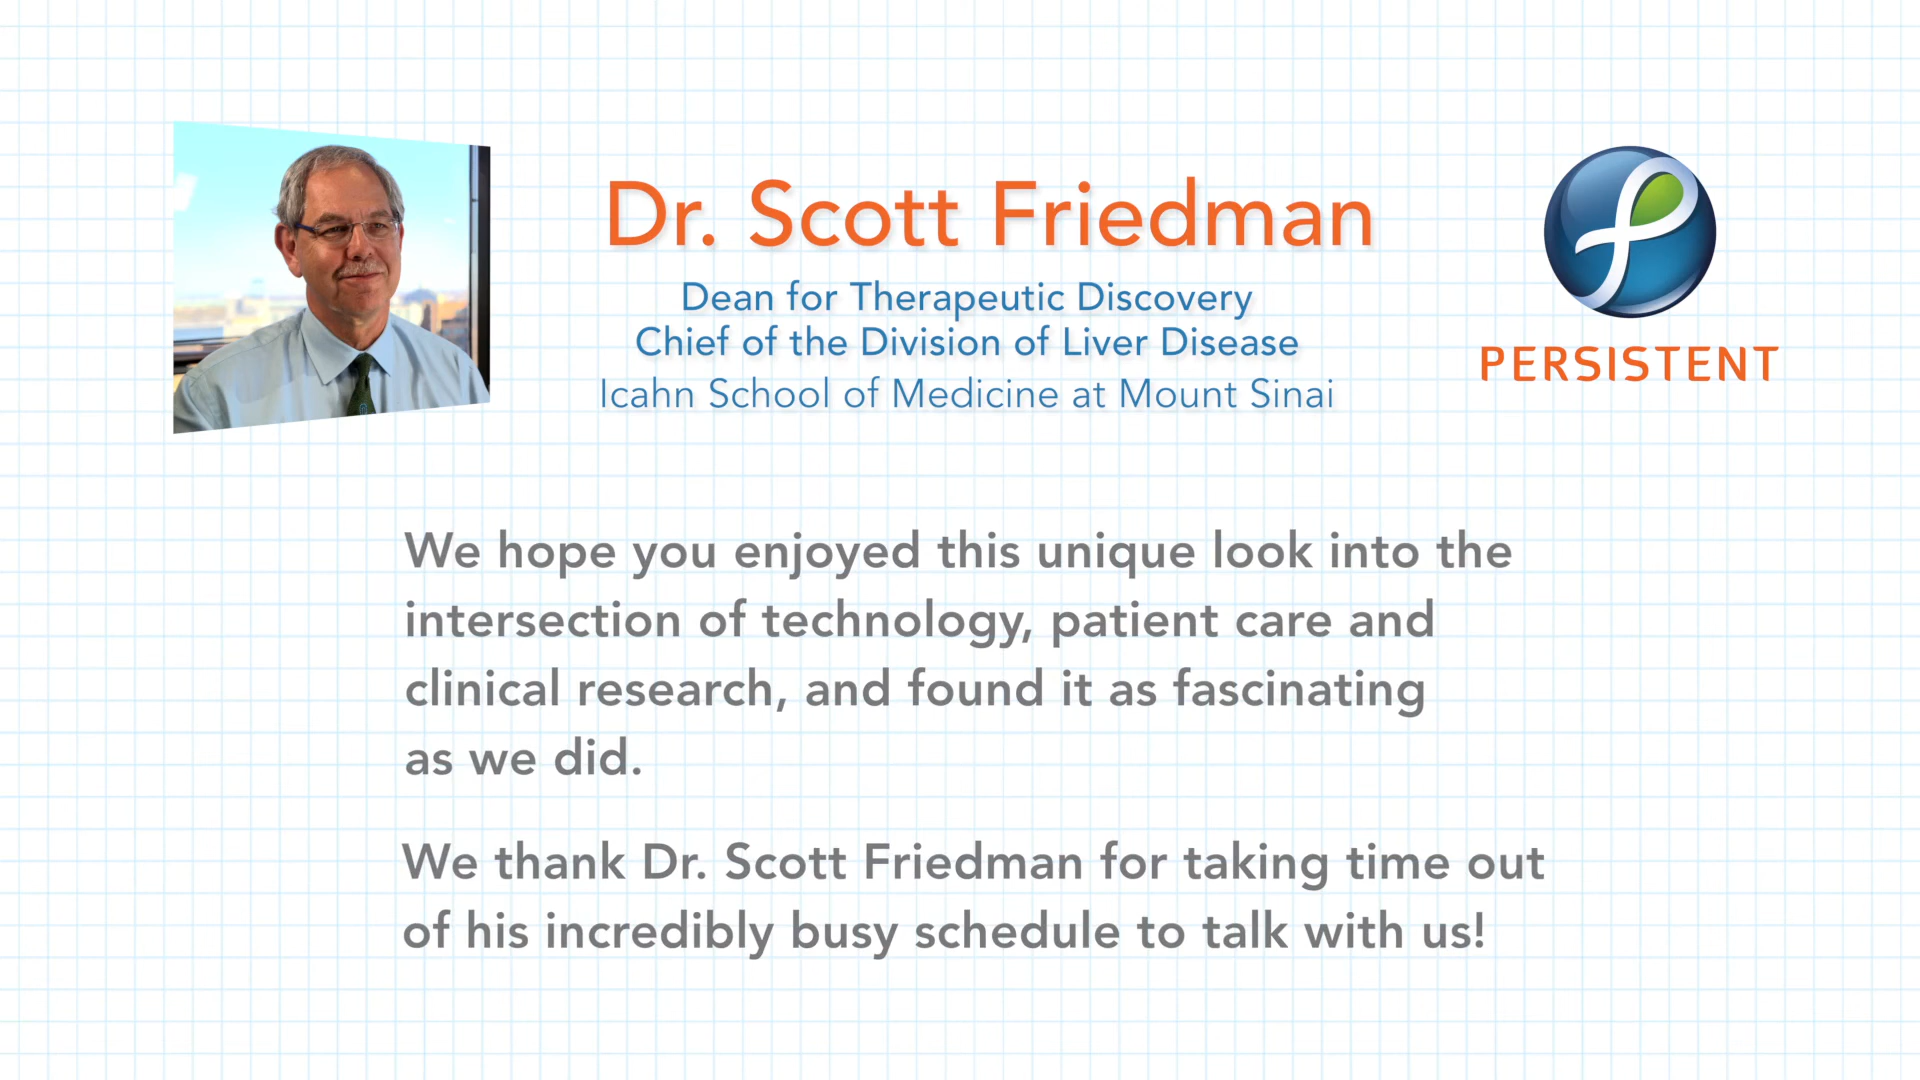 Dr. Scott Friedman
Dean for Therapeutic Discovery
Chief of the Division of Liver Disease
Icahn School of Medicine at Mount Sinai
PERSISTENT
We hope you enjoyed this unique look into the
intersection of technology, patient care and
clinical research, and found it as fascinating
as we did.
We thank Dr. Scott Friedman for taking time out
of his incredibly busy schedule to talk with us!